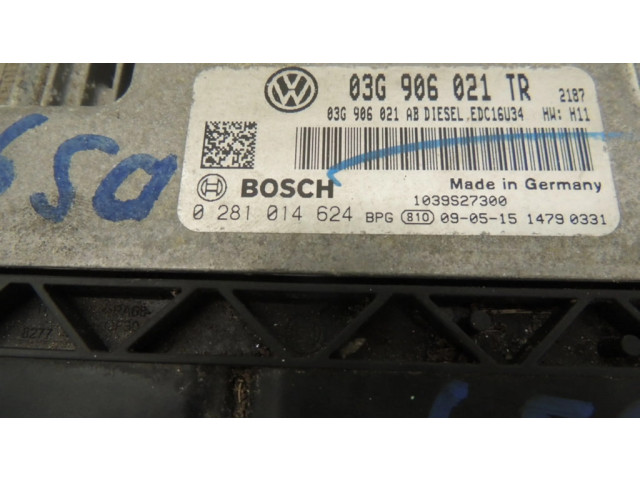 03G 906 021 TR 2187
03G 906 021 AB DIESEL EDC16U34 HW: H11
BOSCH Made in Germany
1039S27300
0 281 014 624 BPG 810 09-05-15 1479 0331
8277